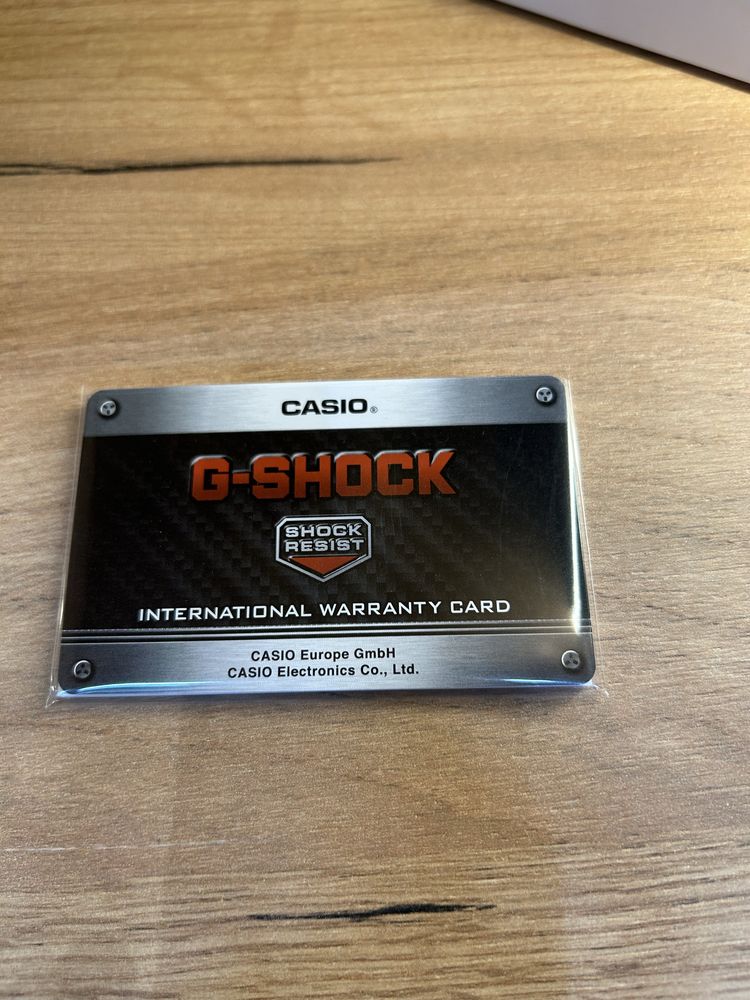 CASIO®
G-SHOCK
SHOCK
RESIST
INTERNATIONAL WARRANTY CARD
CASIO Europe GmbH
CASIO Electronics Co., Ltd.